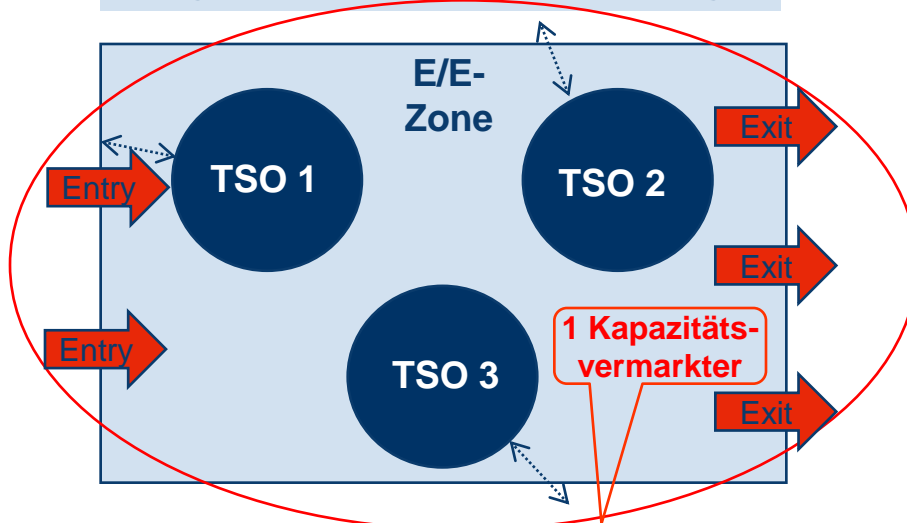 E/E-
Zone
Exit
TSO 1
TSO 2
Entry
Exit
1 Kapazitäts-
vermarkter
Entry
TSO 3
Exit